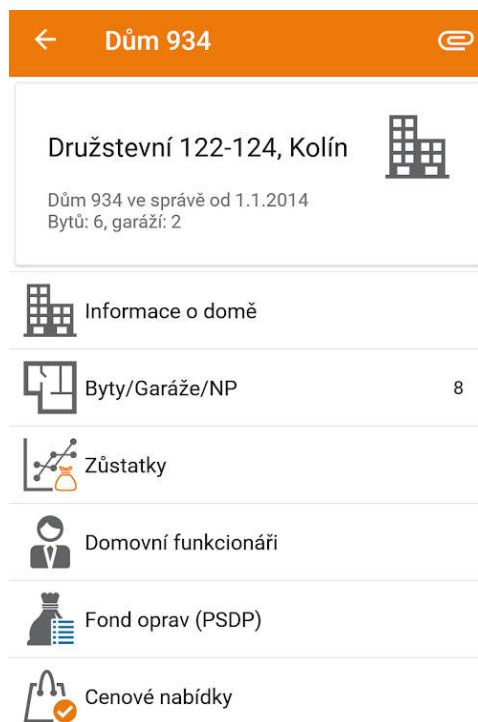 Dům 934
Družstevní 122-124, Kolín
Dům 934 ve správě od 1.1.2014
Bytů: 6, garáží: 2
Informace o domě
Byty/Garáže/NP 8
Zůstatky
Domovní funkcionáři
Fond oprav (PSDP)
Cenové nabídky